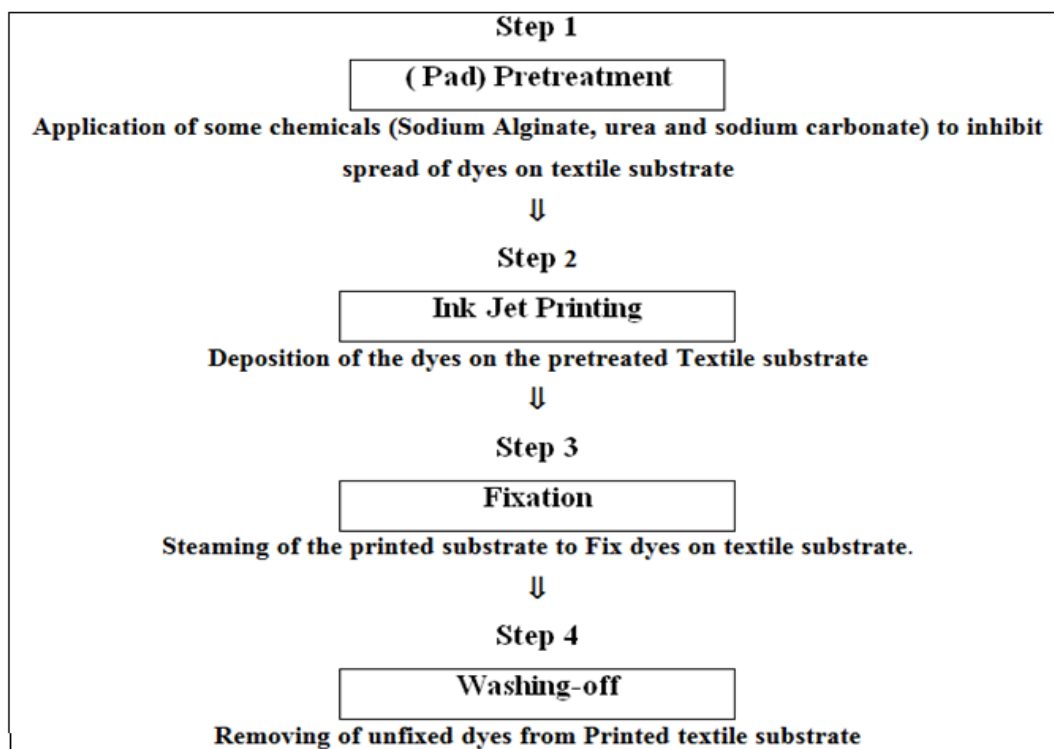 Step 1
( Pad) Pretreatment
Application of some chemicals (Sodium Alginate, urea and sodium carbonate) to inhibit
spread of dyes on textile substrate
⇓
Step 2
Ink Jet Printing
Deposition of the dyes on the pretreated Textile substrate
⇓
Step 3
Fixation
Steaming of the printed substrate to Fix dyes on textile substrate.
⇓
Step 4
Washing-off
Removing of unfixed dyes from Printed textile substrate